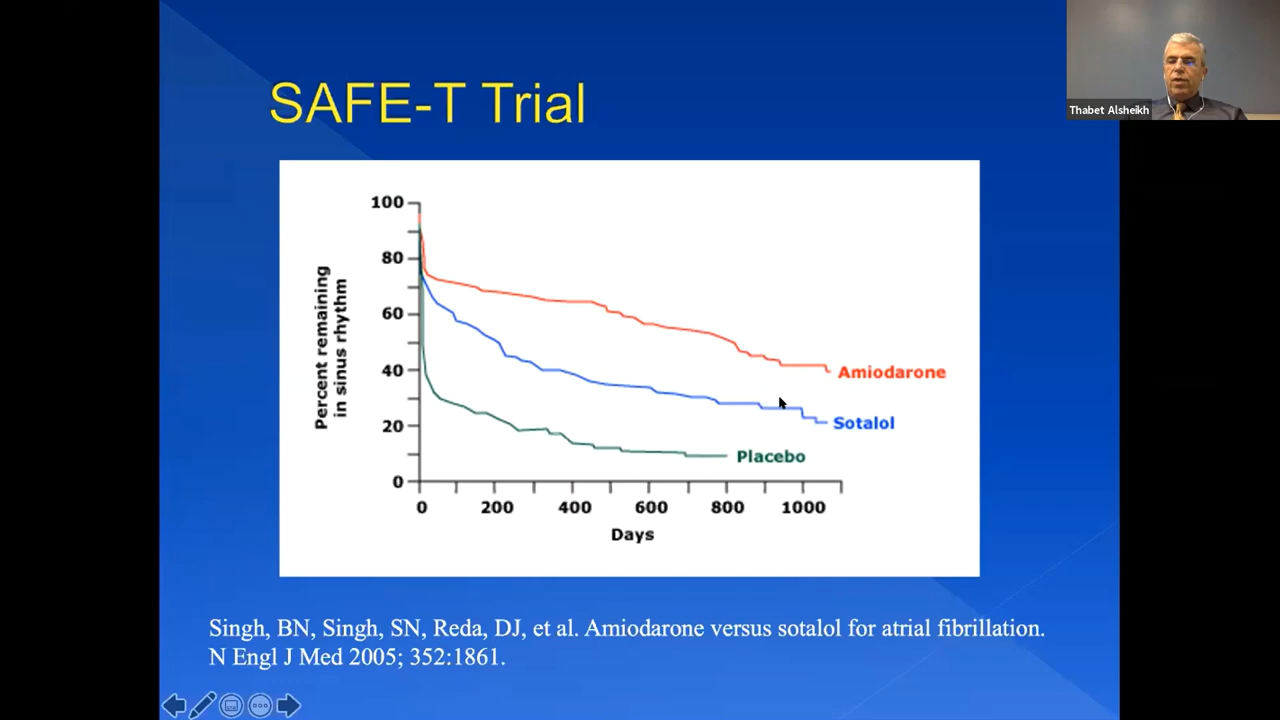 SAFE-T Trial
Thabet Alsheikh
100
80
60
40
20
0
Percent remaining
in sinus rhythm
Amiodarone
Sotalol
Placebo
0 200 400 600 800 1000
Days
Singh, BN, Singh, SN, Reda, DJ, et al. Amiodarone versus sotalol for atrial fibrillation.
N Engl J Med 2005; 352:1861.